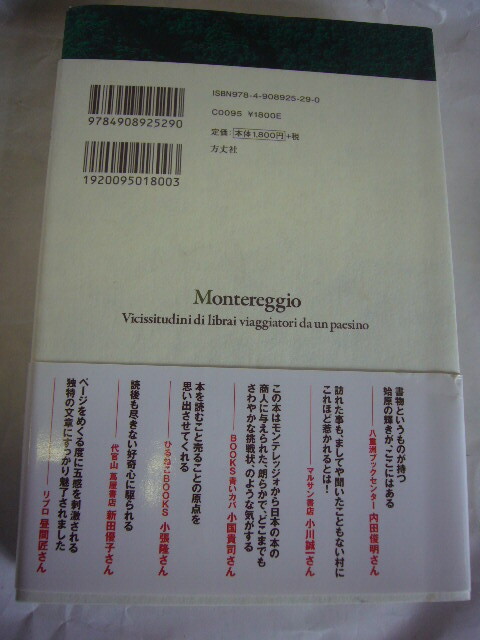 ISBN978-4-908925-29-0
C0095 ¥1800E
定価:本体1,800円+税
方丈社
9784908925290
1920095018003
Montereggio
Vicissitudini di librai viaggiatori da un paesino
書物というものが持つ
始原の輝きが、ここにはある
──八重洲ブックセンター 内田俊明さん
訪れた事も、ましてや聞いたこともない村に
これほど惹かれるとは!
──マルサン書店 小川誠一さん
この本はモンテレッジォから日本の本の
商人に与えられた、朗らかで、どこまでも
さわやかな挑戦状、のような気がする
──BOOKS青いカバ 小国貴司さん
本を読むこと売ることの原点を
思い出させてくれる
──ひるねこBOOKS 小張隆さん
読後も尽きない好奇心に駆られる
──代官山 蔦屋書店 新田優子さん
ページをめくる度に五感を刺激される
独特の文章にすっかり魅了されました
──リブロ 昼間匠さん